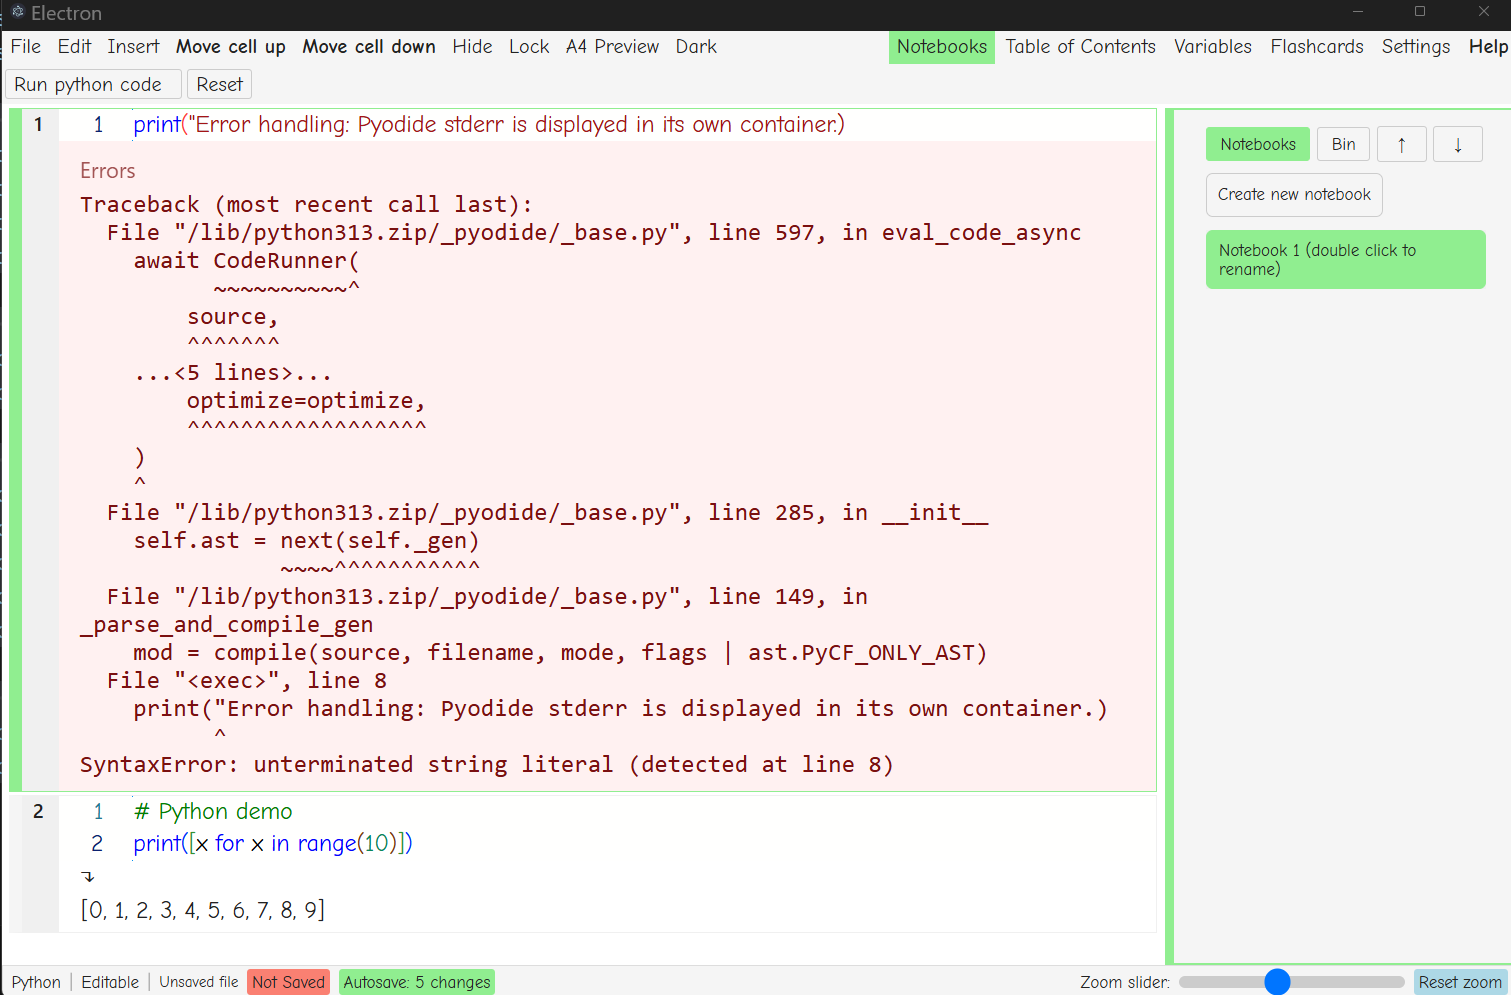 Electron
File Edit Insert Move cell up Move cell down Hide Lock A4 Preview Dark Notebooks Table of Contents Variables Flashcards Settings Help
Run python code Reset
1 1 print("Error handling: Pyodide stderr is displayed in its own container.)
Errors
Traceback (most recent call last):
  File "/lib/python313.zip/_pyodide/_base.py", line 597, in eval_code_async
    await CodeRunner(
          ~~~~~~~~~~^
        source,
        ^^^^^^^
    ...<5 lines>...
        optimize=optimize,
        ^^^^^^^^^^^^^^^^^^
    )
    ^
  File "/lib/python313.zip/_pyodide/_base.py", line 285, in __init__
    self.ast = next(self._gen)
               ~~~~^^^^^^^^^^^
  File "/lib/python313.zip/_pyodide/_base.py", line 149, in
_parse_and_compile_gen
    mod = compile(source, filename, mode, flags | ast.PyCF_ONLY_AST)
  File "<exec>", line 8
    print("Error handling: Pyodide stderr is displayed in its own container.)
          ^
SyntaxError: unterminated string literal (detected at line 8)
2 1 # Python demo
2 print([x for x in range(10)])
[0, 1, 2, 3, 4, 5, 6, 7, 8, 9]
Notebooks Bin ↑ ↓
Create new notebook
Notebook 1 (double click to
rename)
Python | Editable | Unsaved file Not Saved Autosave: 5 changes Zoom slider: Reset zoom